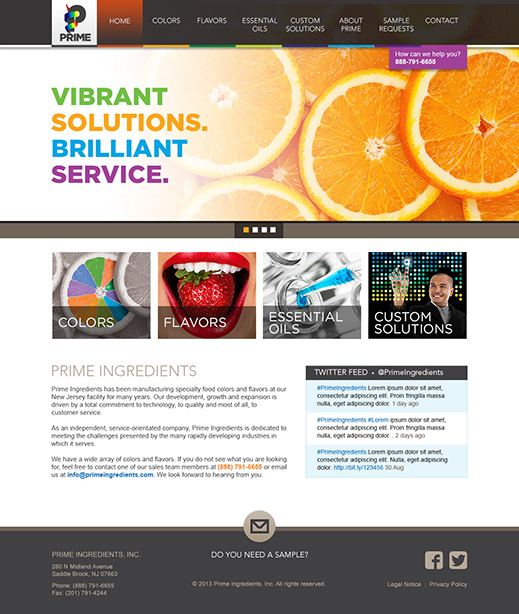 PRIME
HOME
COLORS
FLAVORS
ESSENTIAL
OILS
CUSTOM
SOLUTIONS
ABOUT
PRIME
SAMPLE
REQUESTS
CONTACT
How can we help you?
888-791-6655
VIBRANT
SOLUTIONS.
BRILLIANT
SERVICE.
COLORS
FLAVORS
ESSENTIAL
OILS
CUSTOM
SOLUTIONS
PRIME INGREDIENTS
Prime Ingredients has been manufacturing specialty food colors and flavors at our
New Jersey facility for many years. Our development, growth and expansion is
driven by a total commitment to technology, to quality and most of all, to
customer service.
As an independent, service-orientated company, Prime Ingredients is dedicated to
meeting the challenges presented by the many rapidly developing industries in
which it serves.
We have a wide array of colors and flavors. If you do not see what you are looking
for, feel free to contact one of our sales team members at (888) 791-6655 or email
us at info@primeingredients.com. We look forward to hearing from you.
TWITTER FEED • @PrimeIngredients
#PrimeIngredients Lorem ipsum dolor sit amet,
consectetur adipiscing elit. Proin fringilla massa
nulla, eget adipiscing dolor. 1 day ago
#PrimeIngredients #Lorem ipsum dolor sit amet,
consectetur adipiscing elit. Proin fringilla massa
nulla, eget adipiscing dolor. . 2 days ago
#PrimeIngredients Lorem ipsum dolor sit amet,
consectetur adipiscing elit. Nulla, eget adipiscing
dolor. http://bit.ly/123456 30 Aug
PRIME INGREDIENTS, INC.
280 N Midland Avenue
Saddle Brook, NJ 07663
Phone: (888) 791-6655
Fax: (201) 791-4244
DO YOU NEED A SAMPLE?
© 2013 Prime Ingredients, Inc. All rights reserved.
Legal Notice | Privacy Policy